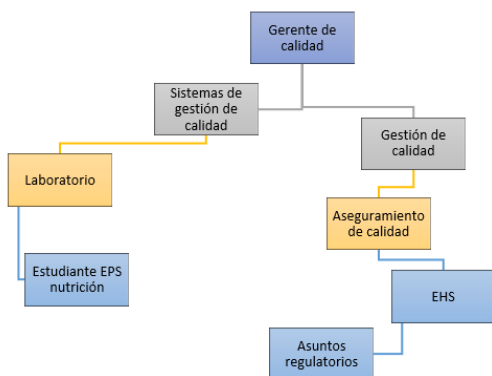 Gerente de
calidad
Sistemas de
gestión de
calidad
Gestión de
calidad
Laboratorio
Aseguramiento
de calidad
Estudiante EPS
nutrición
EHS
Asuntos
regulatorios